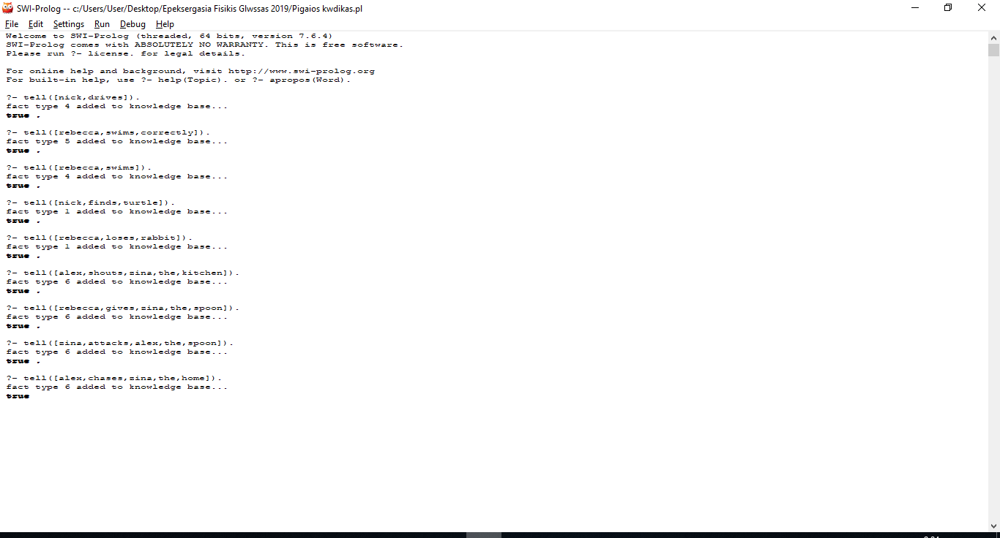 SWI-Prolog -- c:/Users/User/Desktop/Epeksergasia Fisikis Glwssas 2019/Pigaios kwdikas.pl
File Edit Settings Run Debug Help
Welcome to SWI-Prolog (threaded, 64 bits, version 7.6.4)
SWI-Prolog comes with ABSOLUTELY NO WARRANTY. This is free software.
Please run ?- license. for legal details.
For online help and background, visit http://www.swi-prolog.org
For built-in help, use ?- help(Topic). or ?- apropos(Word).
?- tell([nick,drives]).
fact type 4 added to knowledge base...
true .
?- tell([rebecca,swims,correctly]).
fact type 5 added to knowledge base...
true .
?- tell([rebecca,swims]).
fact type 4 added to knowledge base...
true .
?- tell([nick,finds,turtle]).
fact type 1 added to knowledge base...
true .
?- tell([rebecca,loses,rabbit]).
fact type 1 added to knowledge base...
true .
?- tell([alex,shouts,zina,the,kitchen]).
fact type 6 added to knowledge base...
true .
?- tell([rebecca,gives,zina,the,spoon]).
fact type 6 added to knowledge base...
true .
?- tell([zina,attacks,alex,the,spoon]).
fact type 6 added to knowledge base...
true .
?- tell([alex,chases,zina,the,home]).
fact type 6 added to knowledge base...
true